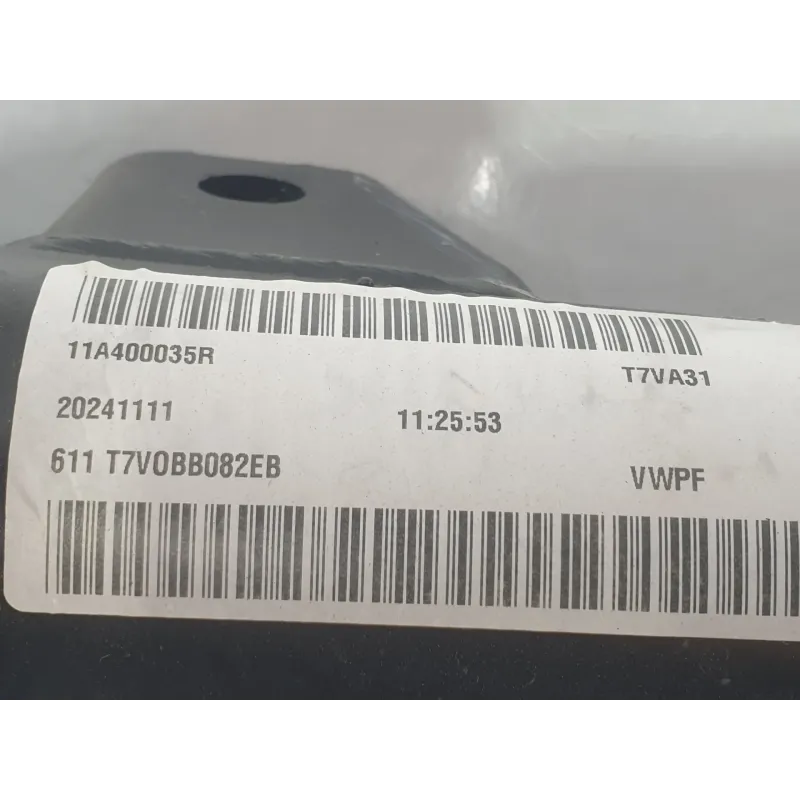 11A400035R T7VA31
20241111 11:25:53
611 T7VOBB082EB VWPF